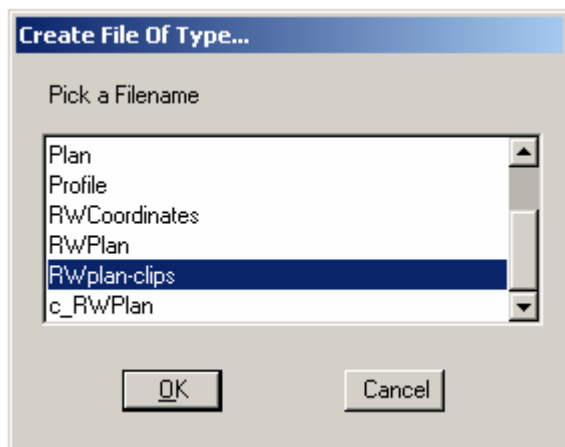 Create File Of Type...
Pick a Filename
Plan
Profile
RWCoordinates
RWPlan
RWplan-clips
c_RWPlan
OK Cancel